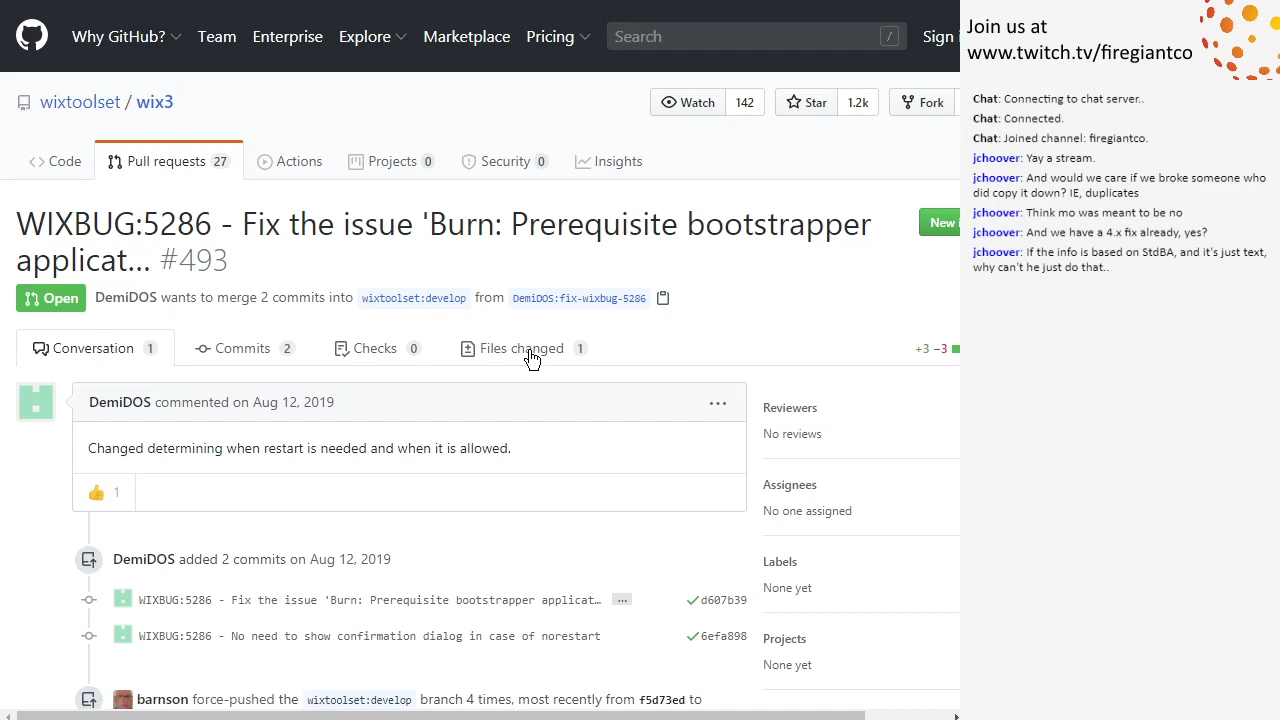 Why GitHub? Team Enterprise Explore Marketplace Pricing Search / Sign i
wixtoolset / wix3
Watch 142 Star 1.2k Fork
Code Pull requests 27 Actions Projects 0 Security 0 Insights
WIXBUG:5286 - Fix the issue 'Burn: Prerequisite bootstrapper
applicat... #493
New i
Open DemiDOS wants to merge 2 commits into wixtoolset:develop from DemiDOS:fix-wixbug-5286
Conversation 1 Commits 2 Checks 0 Files changed 1 +3 −3
DemiDOS commented on Aug 12, 2019
Changed determining when restart is needed and when it is allowed.
👍 1
DemiDOS added 2 commits on Aug 12, 2019
WIXBUG:5286 - Fix the issue 'Burn: Prerequisite bootstrapper applicat… ... d607b39
WIXBUG:5286 - No need to show confirmation dialog in case of norestart 6efa898
barnson force-pushed the wixtoolset:develop branch 4 times, most recently from f5d73ed to
Reviewers
No reviews
Assignees
No one assigned
Labels
None yet
Projects
None yet
Join us at
www.twitch.tv/firegiantco
Chat: Connecting to chat server..
Chat: Connected.
Chat: Joined channel: firegiantco.
jchoover: Yay a stream.
jchoover: And would we care if we broke someone who
did copy it down? IE, duplicates
jchoover: Think mo was meant to be no
jchoover: And we have a 4.x fix already, yes?
jchoover: If the info is based on StdBA, and it's just text,
why can't he just do that..